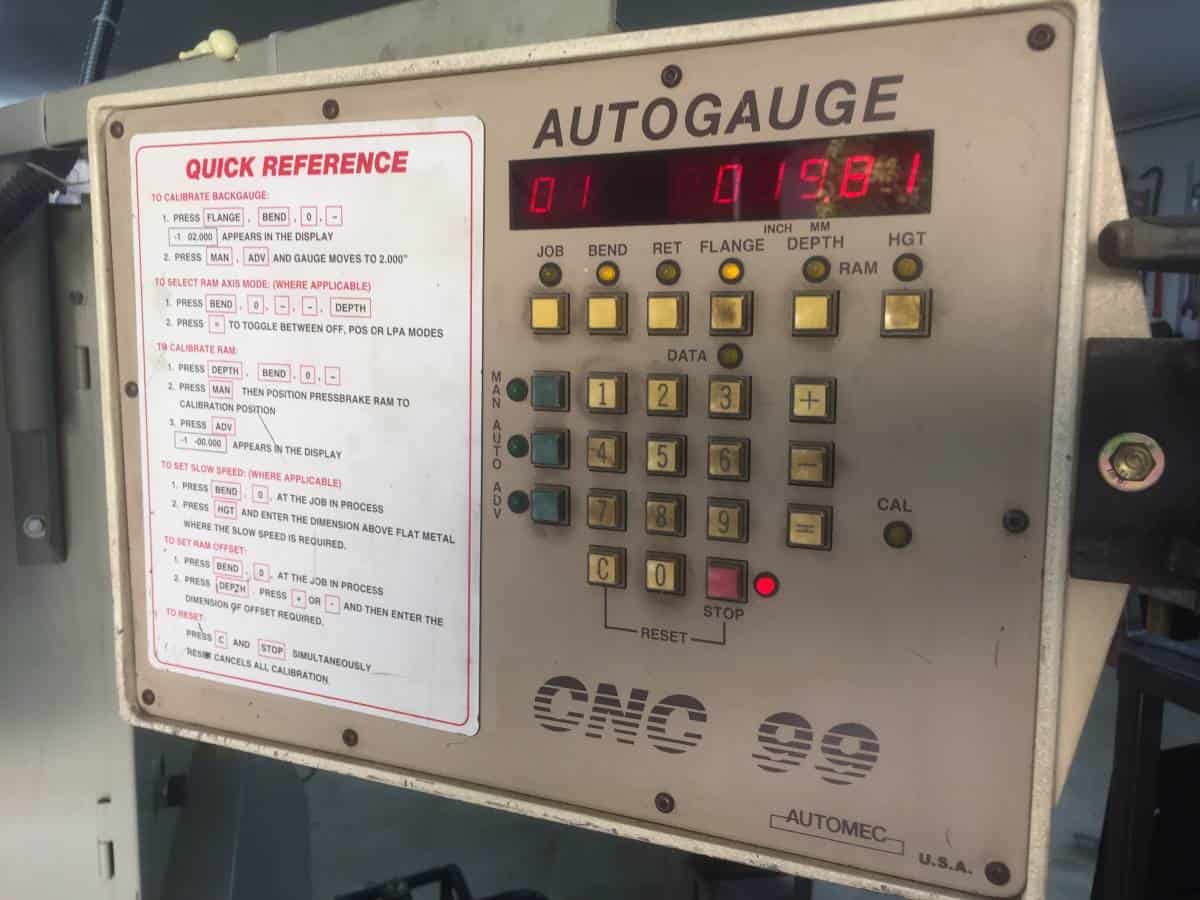 QUICK REFERENCE
TO CALIBRATE BACKGAUGE:
1. PRESS FLANGE , BEND , 0 , –
-1 02.000 APPEARS IN THE DISPLAY
2. PRESS MAN , ADV AND GAUGE MOVES TO 2.000"
TO SELECT RAM AXIS MODE: (WHERE APPLICABLE)
1. PRESS BEND , 0 , – , – , DEPTH
2. PRESS = TO TOGGLE BETWEEN OFF, POS OR LPA MODES
TO CALIBRATE RAM:
1. PRESS DEPTH , BEND , 0 , –
2. PRESS MAN THEN POSITION PRESSBRAKE RAM TO
CALIBRATION POSITION
3. PRESS ADV
-1 -00.000 APPEARS IN THE DISPLAY
TO SET SLOW SPEED: (WHERE APPLICABLE)
1. PRESS BEND , 0 , AT THE JOB IN PROCESS
2. PRESS HGT AND ENTER THE DIMENSION ABOVE FLAT METAL
WHERE THE SLOW SPEED IS REQUIRED.
TO SET RAM OFFSET:
1. PRESS BEND , 0 , AT THE JOB IN PROCESS
2. PRESS DEPTH . PRESS + OR - AND THEN ENTER THE
DIMENSION OF OFFSET REQUIRED.
TO RESET:
PRESS C AND STOP SIMULTANEOUSLY
RESET CANCELS ALL CALIBRATION
AUTOGAUGE
01 01981
INCH MM
JOB BEND RET FLANGE DEPTH HGT
RAM
DATA
MAN 1 2 3 +
AUTO 4 5 6 –
ADV 7 8 9 =
CAL
C 0
STOP
RESET
CNC 99
AUTOMEC
U.S.A.